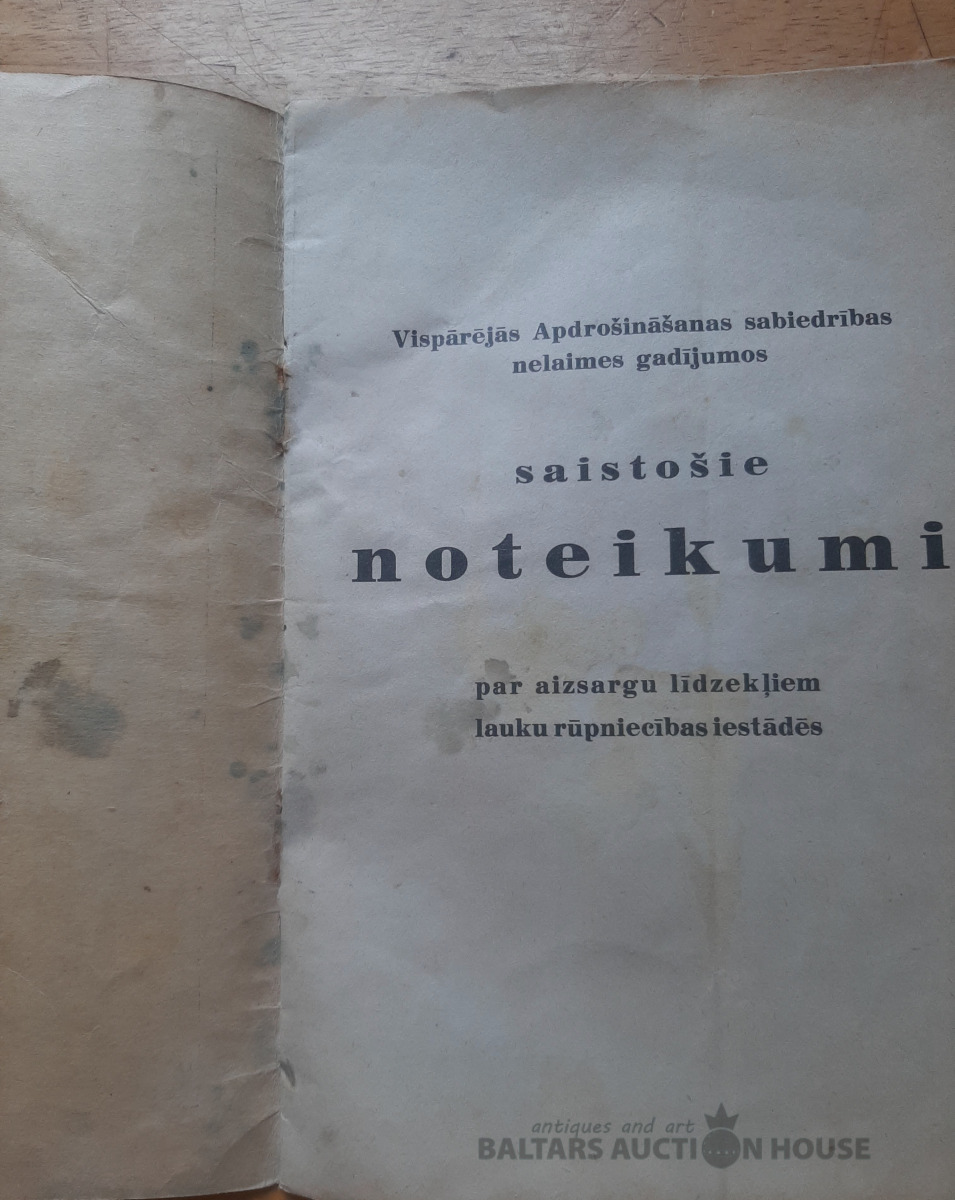 Vispārējās Apdrošināšanas sabiedrības
nelaimes gadījumos
saistošie
noteikumi
par aizsargu līdzekļiem
lauku rūpniecības iestādēs
antiques and art
BALTARS AUCTION HOUSE